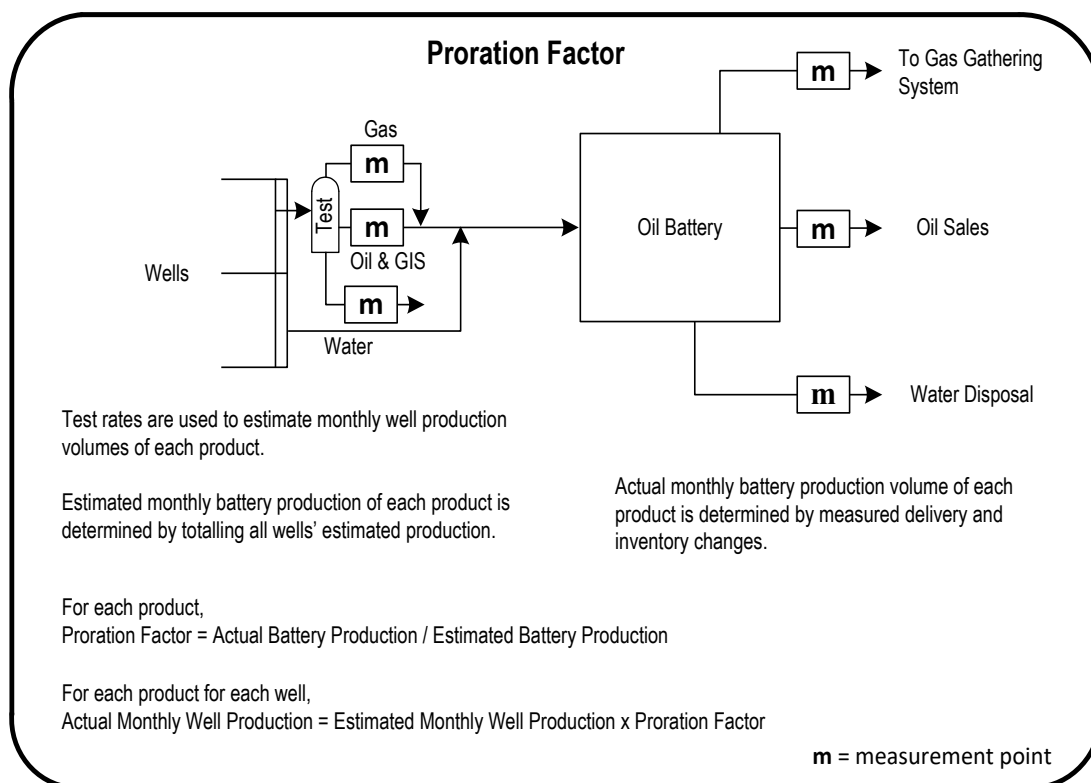 Proration Factor
m
To Gas Gathering
System
Gas
m
Test
m
Oil & GIS
Wells
m
Water
Oil Battery
m
Oil Sales
m
Water Disposal
Test rates are used to estimate monthly well production
volumes of each product.
Estimated monthly battery production of each product is
determined by totalling all wells’ estimated production.
Actual monthly battery production volume of each
product is determined by measured delivery and
inventory changes.
For each product,
Proration Factor = Actual Battery Production / Estimated Battery Production
For each product for each well,
Actual Monthly Well Production = Estimated Monthly Well Production x Proration Factor
m = measurement point